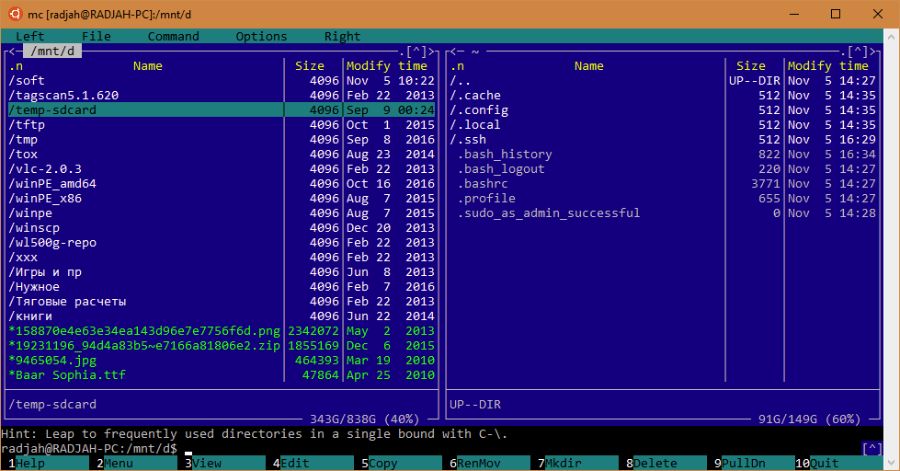 mc [radjah@RADJAH-PC]:/mnt/d
Left File Command Options Right
<─ /mnt/d .[^]>
.n Name Size Modify time
/soft 4096 Nov 5 10:22
/tagscan5.1.620 4096 Feb 22 2013
/temp-sdcard 4096 Sep 9 00:24
/tftp 4096 Oct 1 2015
/tmp 4096 Sep 8 2016
/tox 4096 Aug 23 2014
/vlc-2.0.3 4096 Feb 22 2013
/winPE_amd64 4096 Oct 16 2016
/winPE_x86 4096 Aug 7 2015
/winpe 4096 Aug 7 2015
/winscp 4096 Dec 20 2013
/wl500g-repo 4096 Feb 22 2013
/xxx 4096 Feb 22 2013
/Игры и пр 4096 Jun 8 2013
/Нужное 4096 Feb 7 2016
/Тяговые расчеты 4096 Feb 22 2013
/книги 4096 Jun 22 2014
*158870e4e63e34ea143d96e7e7756f6d.png 2342072 May 2 2013
*19231196_94d4a83b5~e7166a81806e2.zip 1855169 Dec 6 2015
*9465054.jpg 464393 Mar 19 2010
*Baar Sophia.ttf 47864 Apr 25 2010
/temp-sdcard
343G/838G (40%)
<─ ~ .[^]>
.n Name Size Modify time
/.. UP--DIR Nov 5 14:27
/.cache 512 Nov 5 14:35
/.config 512 Nov 5 14:35
/.local 512 Nov 5 14:35
/.ssh 512 Nov 5 16:29
.bash_history 822 Nov 5 16:34
.bash_logout 220 Nov 5 14:27
.bashrc 3771 Nov 5 14:27
.profile 655 Nov 5 14:27
.sudo_as_admin_successful 0 Nov 5 14:28
UP--DIR
91G/149G (60%)
Hint: Leap to frequently used directories in a single bound with C-\.
radjah@RADJAH-PC:/mnt/d$ [^]
1Help 2Menu 3View 4Edit 5Copy 6RenMov 7Mkdir 8Delete 9PullDn 10Quit